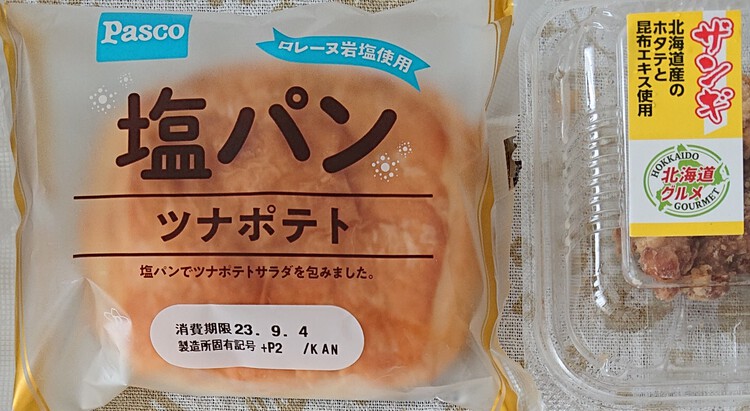 Pasco
ロレーヌ岩塩使用
塩パン
ツナポテト
塩パンでツナポテトサラダを包みました。
消費期限 23.9.4
製造所固有記号 +P2 /KAN
ザンギ
北海道産の
ホタテと
昆布エキス使用
HOKKAIDO
北海道
グルメ
GOURMET